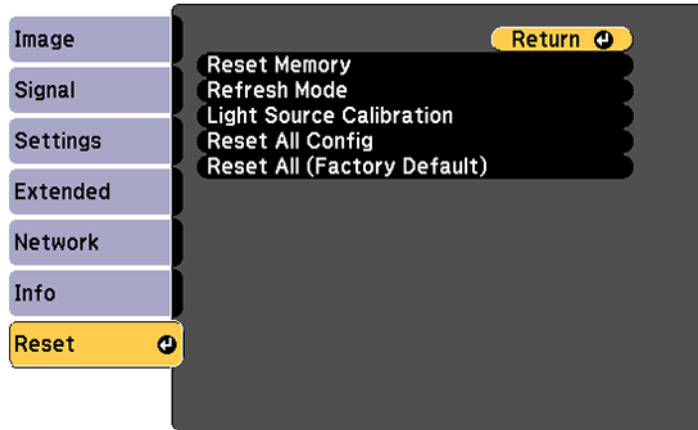 Image
Signal
Settings
Extended
Network
Info
Reset
Return
Reset Memory
Refresh Mode
Light Source Calibration
Reset All Config
Reset All (Factory Default)